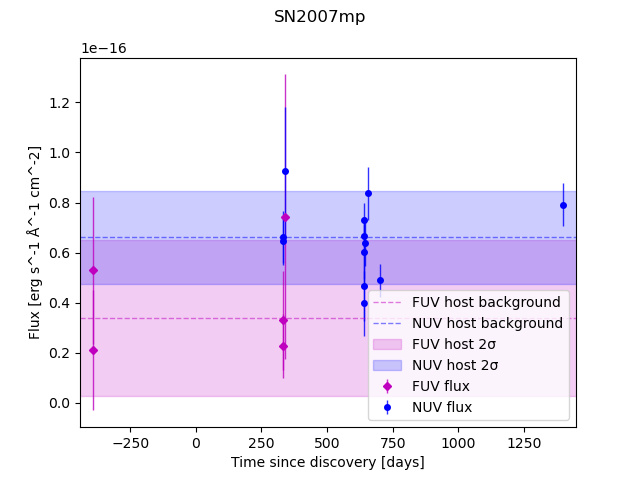 SN2007mp
1e−16
1.2
1.0
0.8
0.6
0.4
0.2
0.0
Flux [erg s^-1 Å^-1 cm^-2]
−250
0
250
500
750
1000
1250
Time since discovery [days]
FUV host background
NUV host background
FUV host 2σ
NUV host 2σ
FUV flux
NUV flux